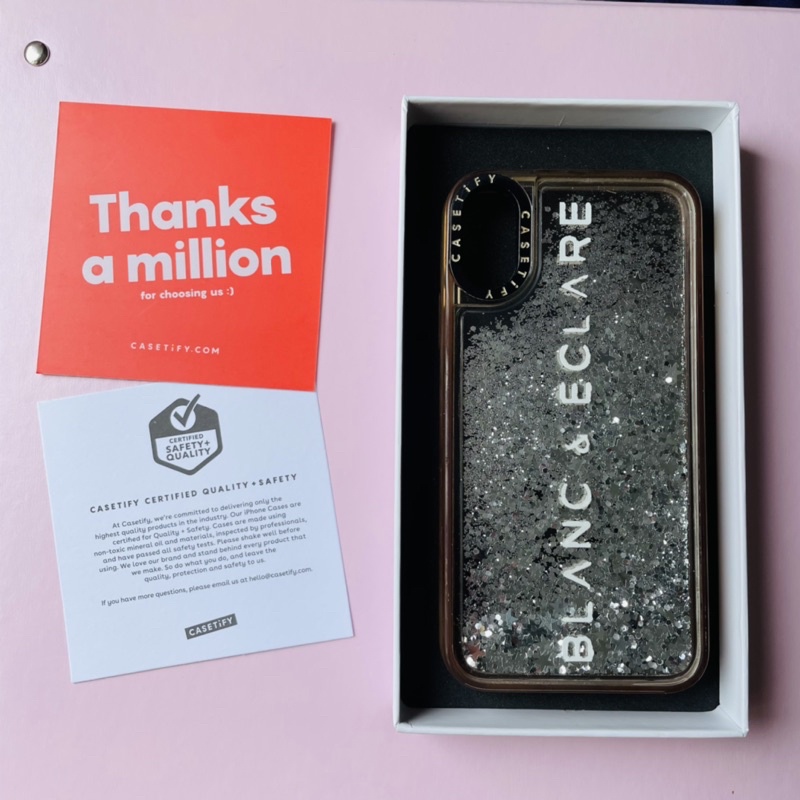 Thanks
a million
for choosing us :)
CASETiFY.COM
CERTIFIED
SAFETY+
QUALITY
CASETIFY CERTIFIED QUALITY + SAFETY
At Casetify, we're committed to delivering only the
highest quality products in the industry. Our iPhone Cases are
certified for Quality + Safety. Cases are made using
non-toxic mineral oil and materials, inspected by professionals,
and have passed all safety tests. Please shake well before
using. We love our brand and stand behind every product that
we make. So do what you do, and leave the
quality, protection and safety to us.
If you have more questions, please email us at hello@casetify.com.
CASETiFY
CASETiFY
CASETiFY
CASETiFY
BLANC & ECLARE